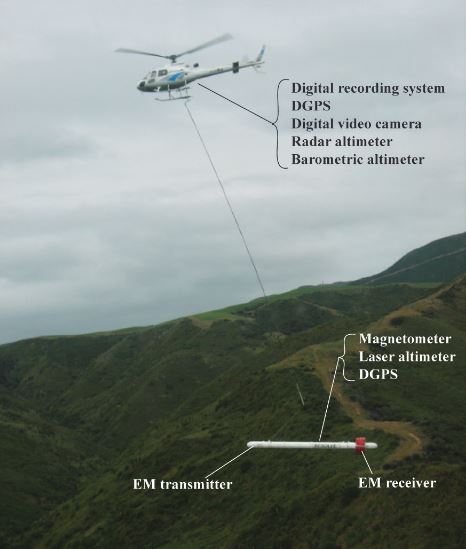 Digital recording system
DGPS
Digital video camera
Radar altimeter
Barometric altimeter
Magnetometer
Laser altimeter
DGPS
EM transmitter
EM receiver